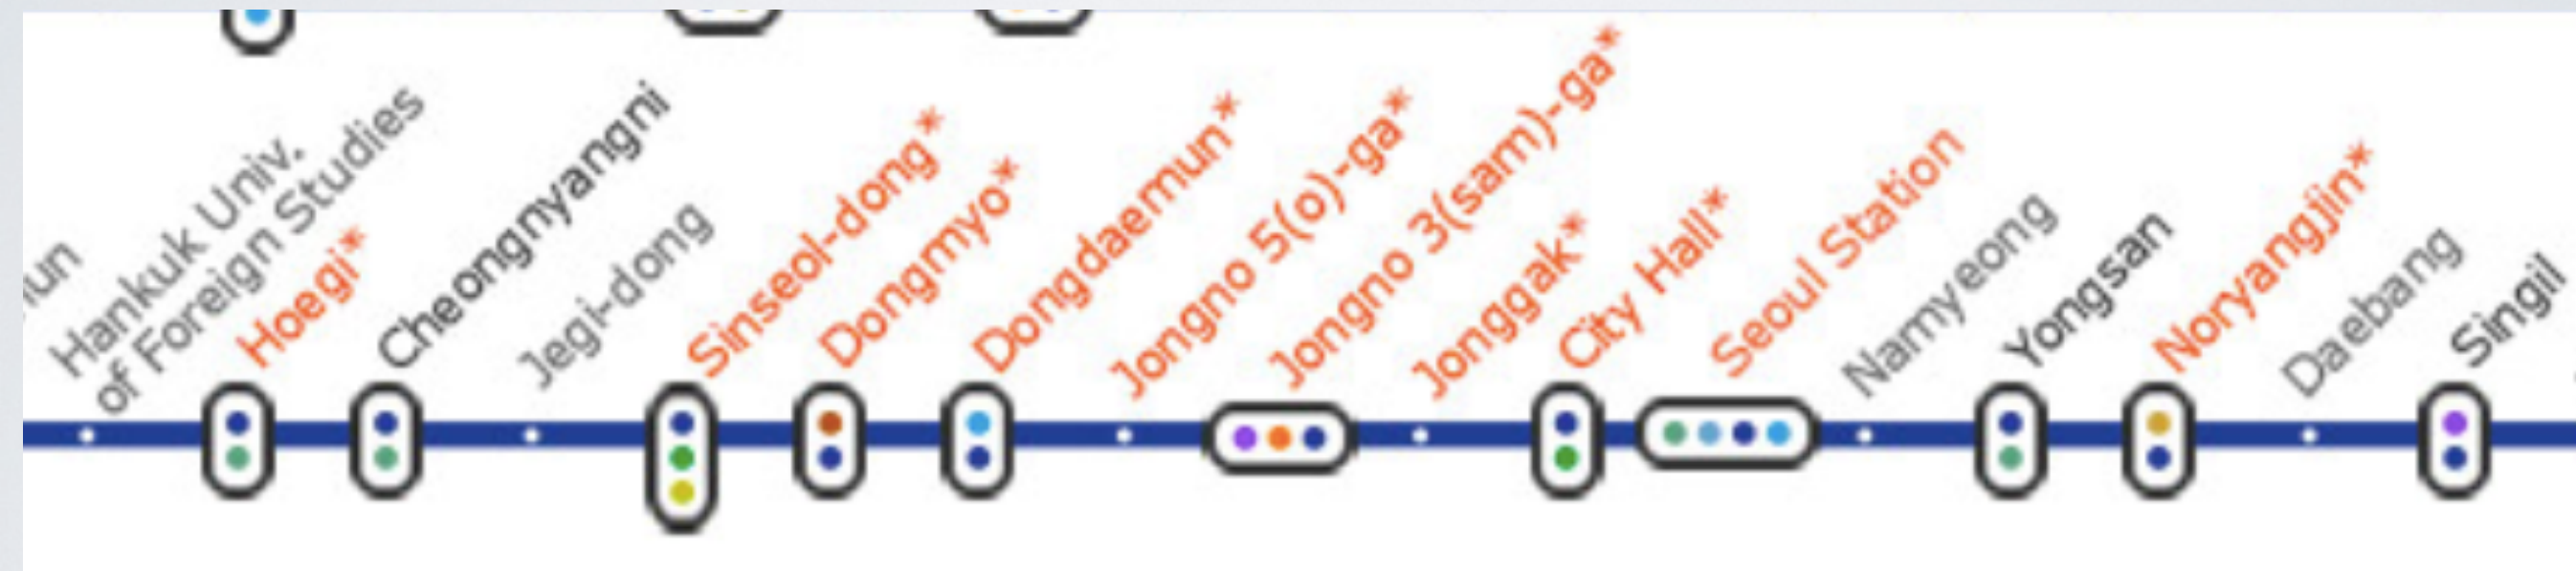 Hankuk Univ.
of Foreign Studies
Hoegi*
Cheongnyangni
Jegi-dong
Sinseol-dong*
Dongmyo*
Dongdaemun*
Jongno 5(o)-ga*
Jongno 3(sam)-ga*
Jonggak*
City Hall*
Seoul Station
Namyeong
Yongsan
Noryangjin*
Daebang
Singil